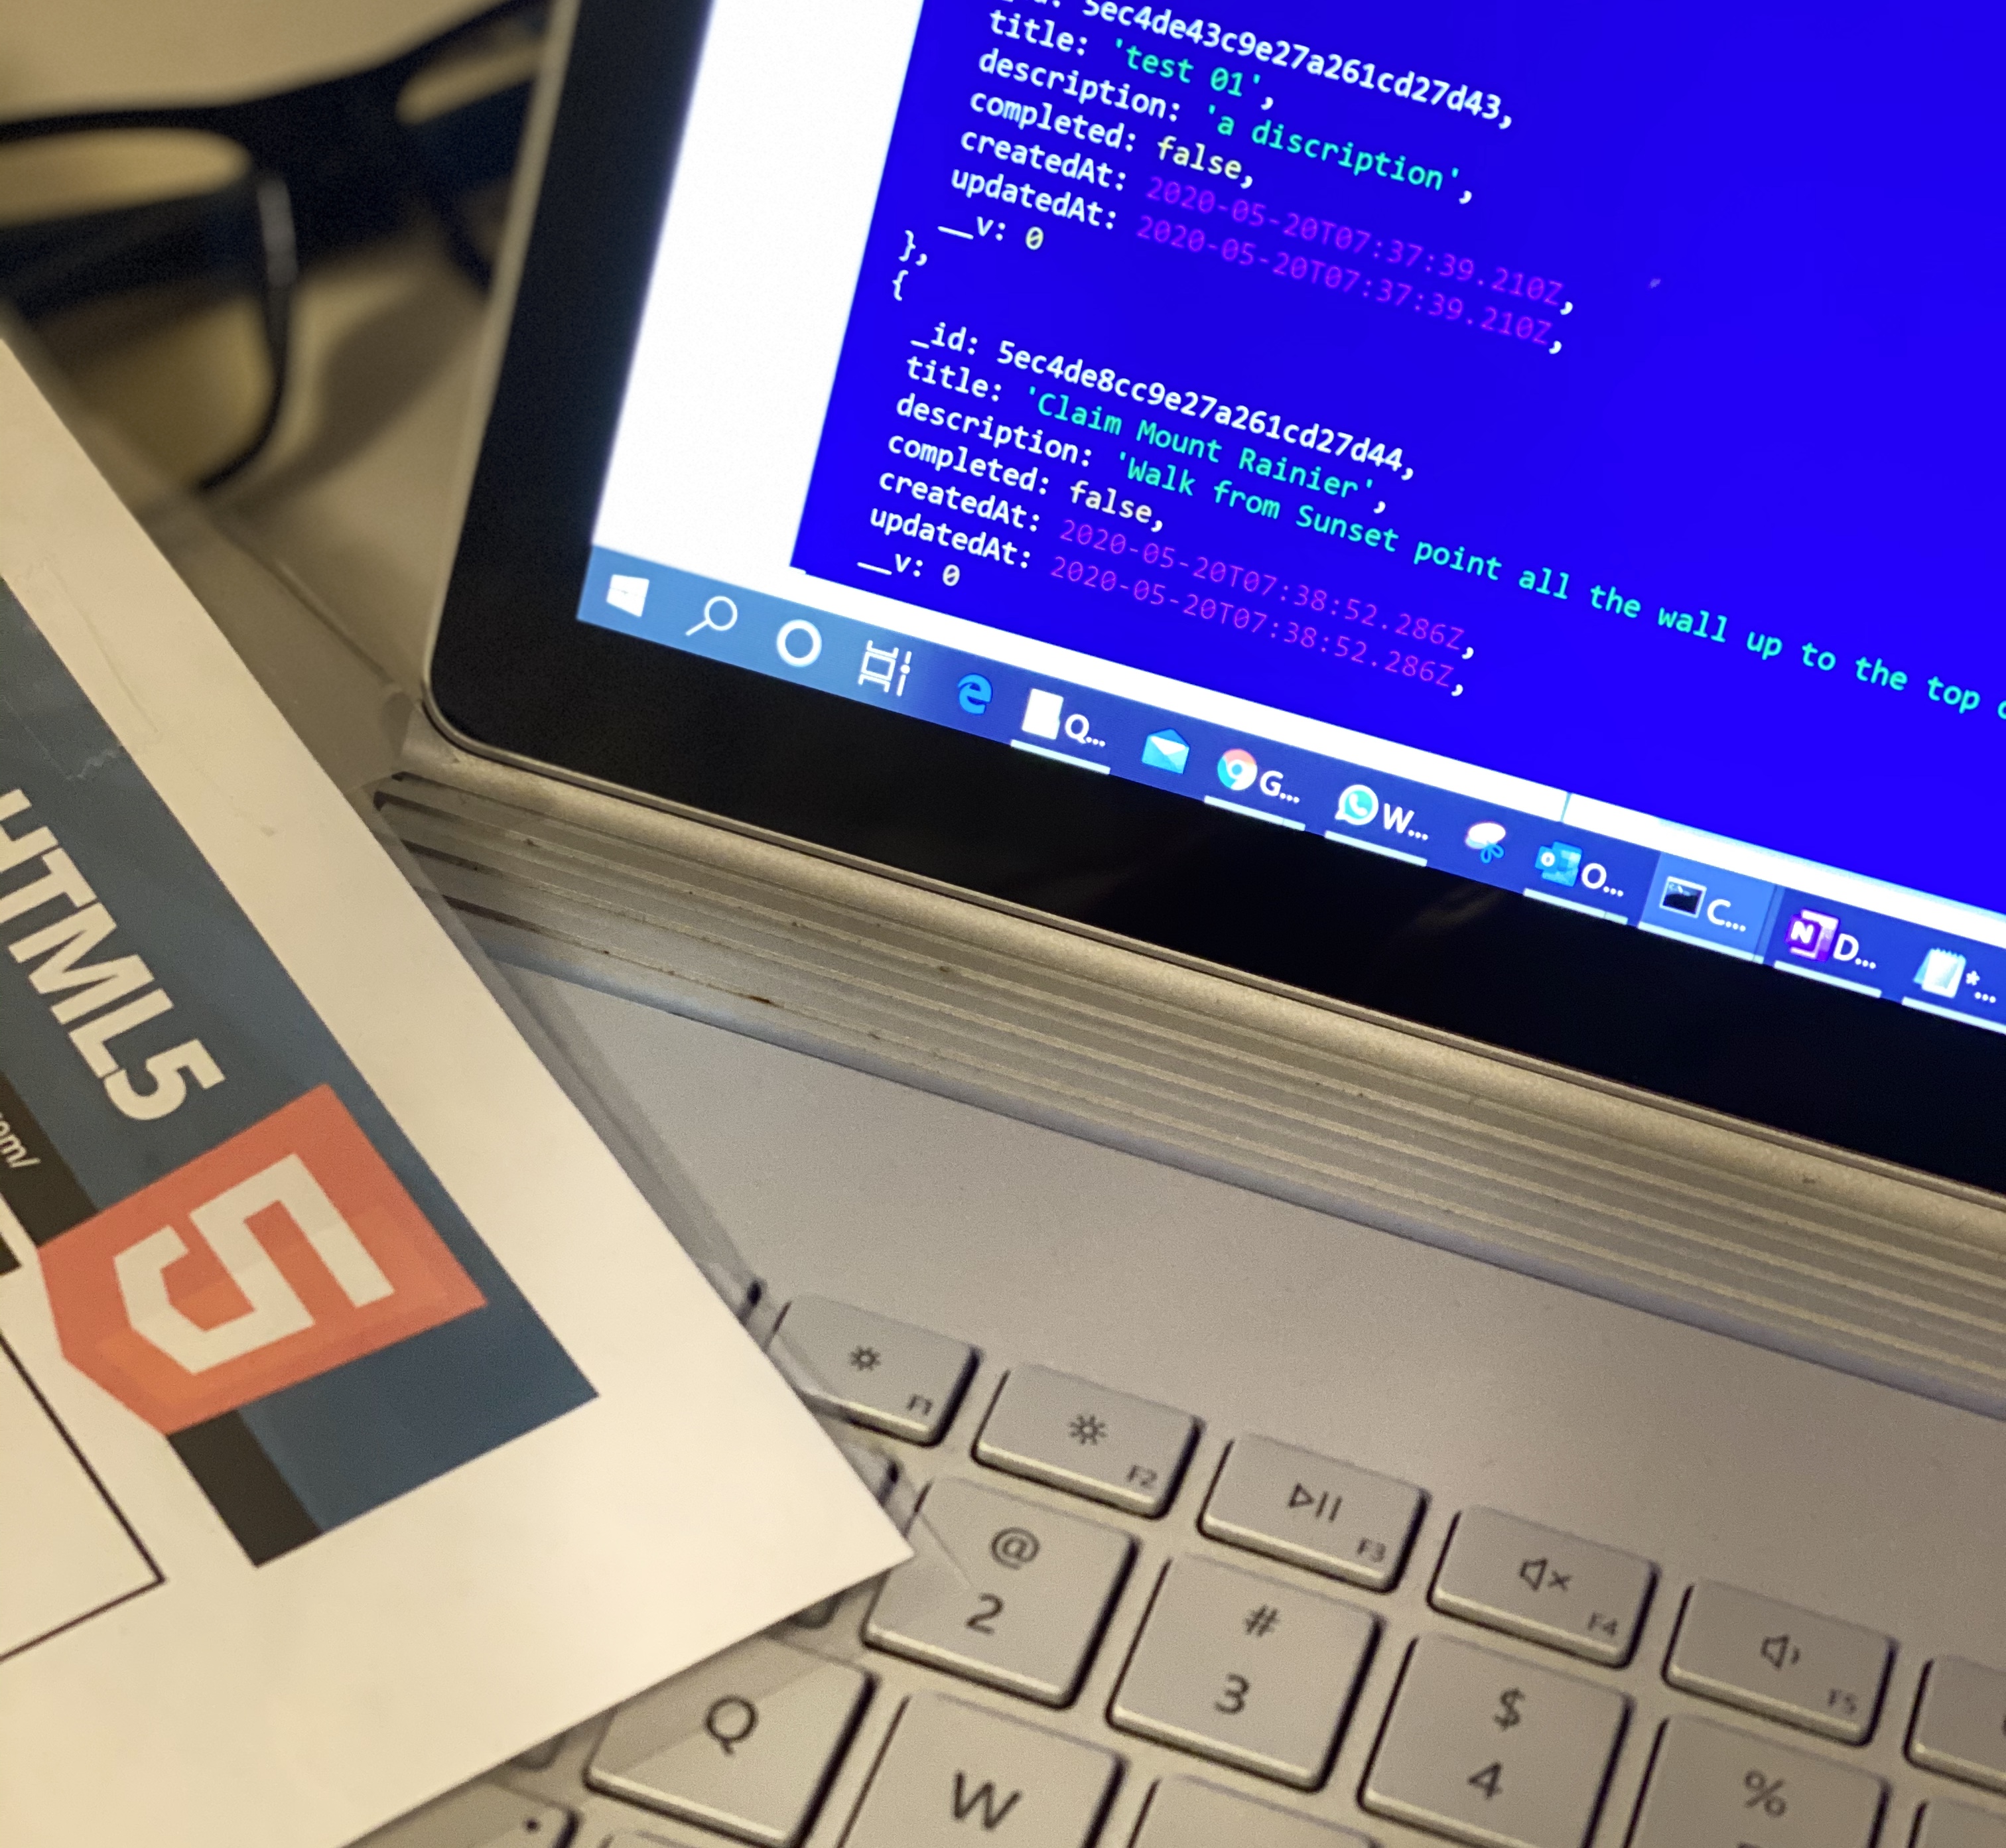 5ec4de43c9e27a261cd27d43,
title: 'test 01',
description: 'a discription',
completed: false,
createdAt: 2020-05-20T07:37:39.210Z,
updatedAt: 2020-05-20T07:37:39.210Z,
__v: 0
},
{
_id: 5ec4de8cc9e27a261cd27d44,
title: 'Claim Mount Rainier',
description: 'Walk from Sunset point all the wall up to the top
completed: false,
createdAt: 2020-05-20T07:38:52.286Z,
updatedAt: 2020-05-20T07:38:52.286Z,
__v: 0
Q...
G...
W...
O...
C...
D...
*...
HTML5
om/
5
F1
F2
F3
F4
F5
@
2
#
3
$
4
%
Q
W